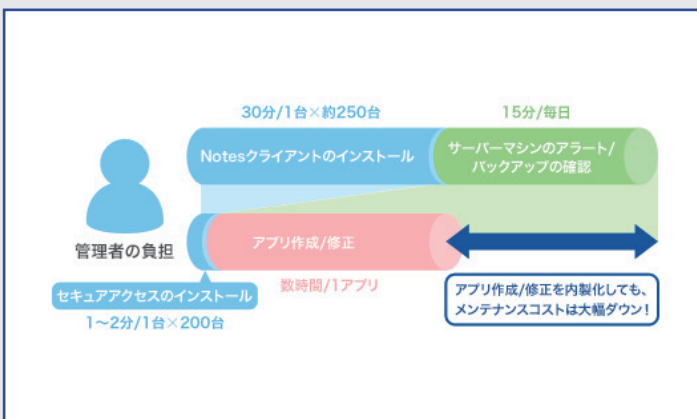 30分/1台×約250台
15分/毎日
Notesクライアントのインストール
サーバーマシンのアラート/
バックアップの確認
管理者の負担
アプリ作成/修正
セキュアアクセスのインストール
数時間/1アプリ
1〜2分/1台×200台
アプリ作成/修正を内製化しても、
メンテナンスコストは大幅ダウン!